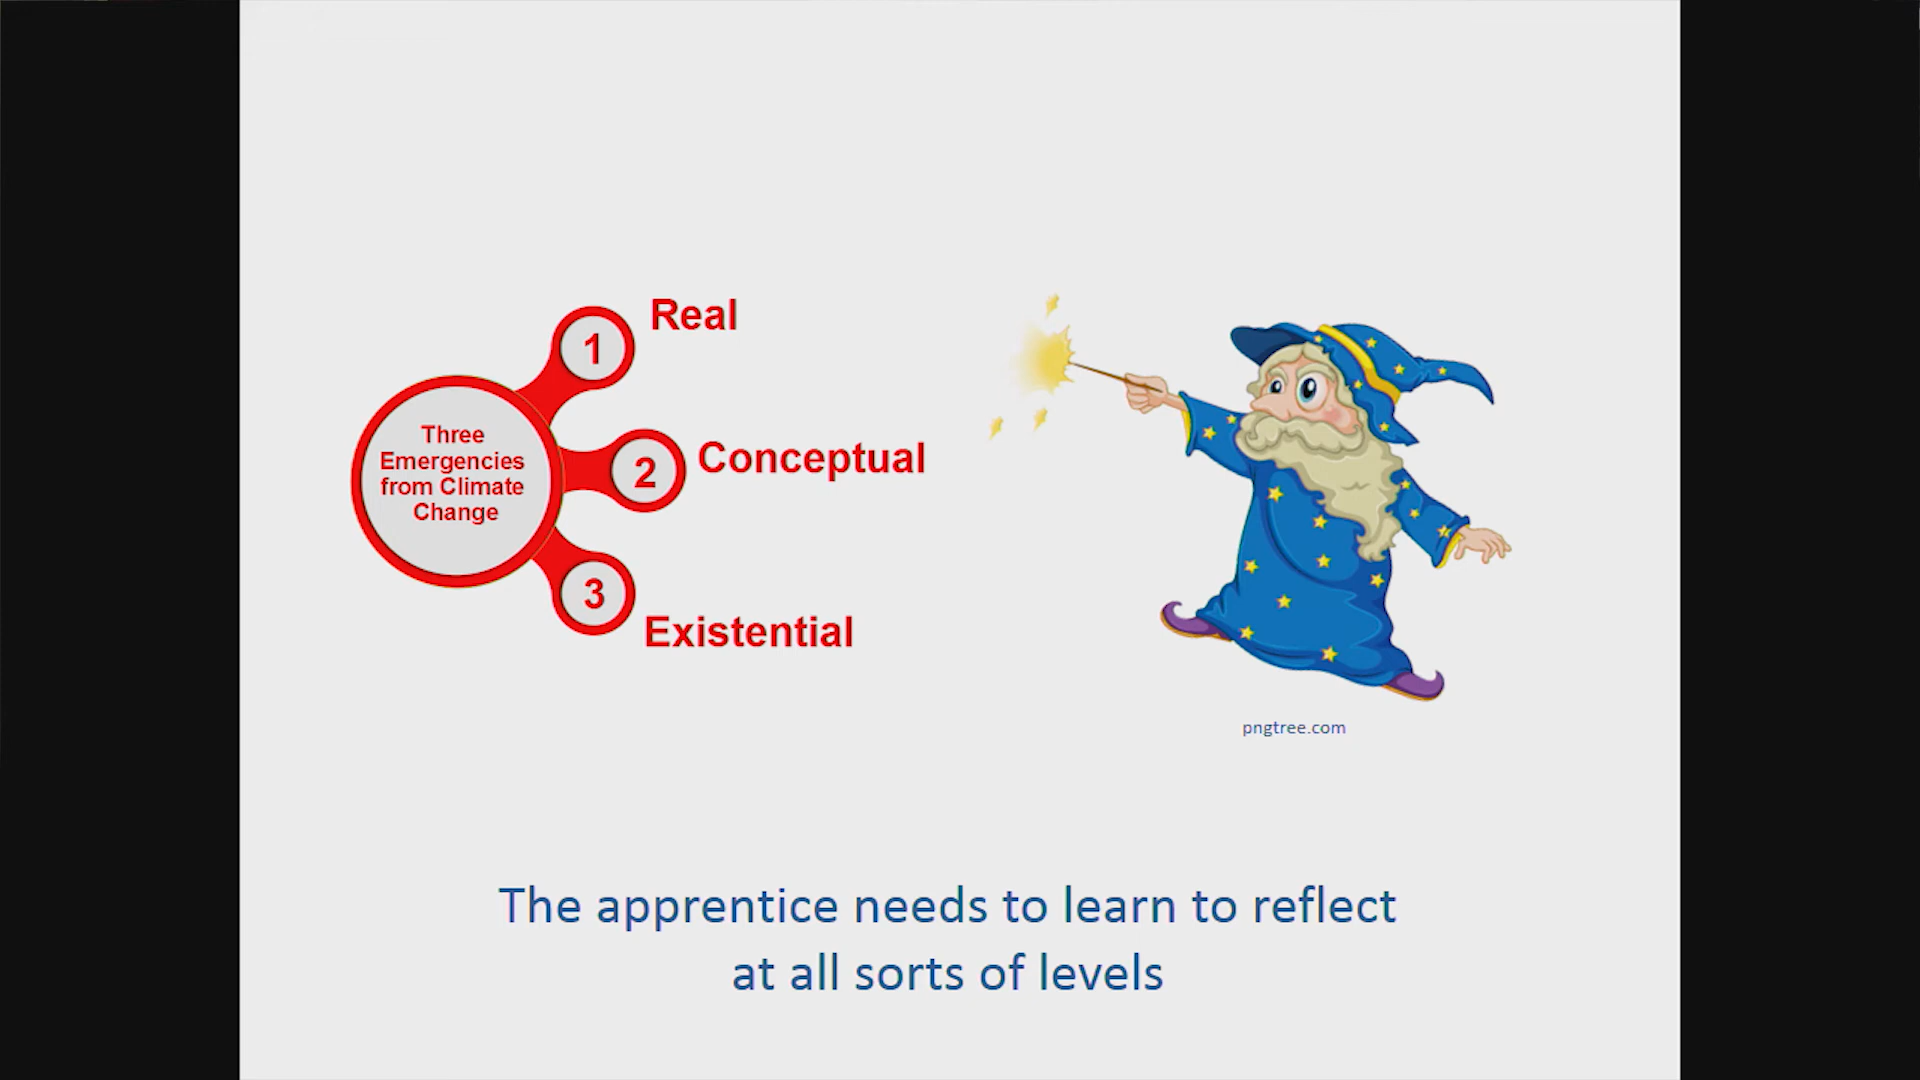 Three
Emergencies
from Climate
Change
1
Real
2
Conceptual
3
Existential
pngtree.com
The apprentice needs to learn to reflect
at all sorts of levels